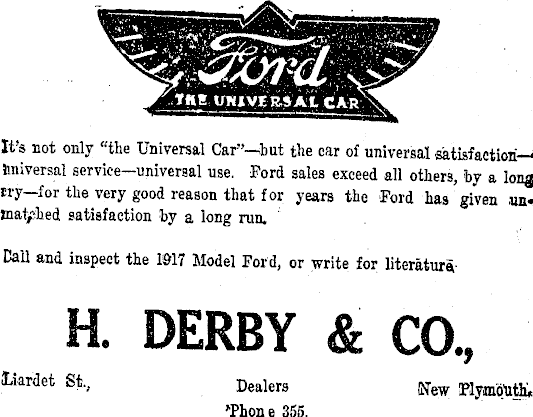 Ford
THE UNIVERSAL CAR
It's not only "the Universal Car"—but the car of universal satisfaction—
universal service—universal use. Ford sales exceed all others, by a long
cry—for the very good reason that for years the Ford has given un-
matched satisfaction by a long run.
Call and inspect the 1917 Model Ford, or write for literature.
H. DERBY & CO.,
Liardet St., Dealers New Plymouth.
'Phone 355.